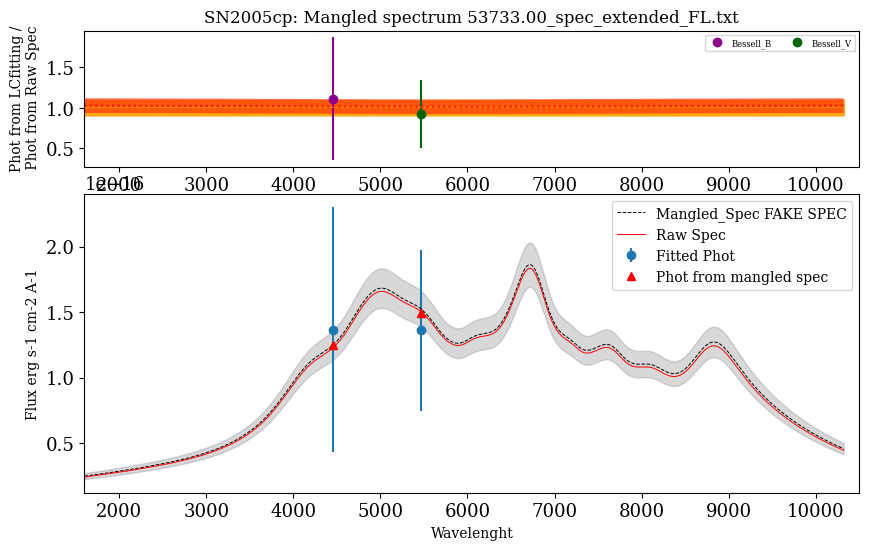 SN2005cp: Mangled spectrum 53733.00_spec_extended_FL.txt
Phot from LCfitting /
Phot from Raw Spec
Bessell_B
Bessell_V
1.5
1.0
0.5
2000 3000 4000 5000 6000 7000 8000 9000 10000
1e−16
Mangled_Spec FAKE SPEC
Raw Spec
Fitted Phot
Phot from mangled spec
Flux erg s-1 cm-2 A-1
2.0
1.5
1.0
0.5
2000 3000 4000 5000 6000 7000 8000 9000 10000
Wavelenght